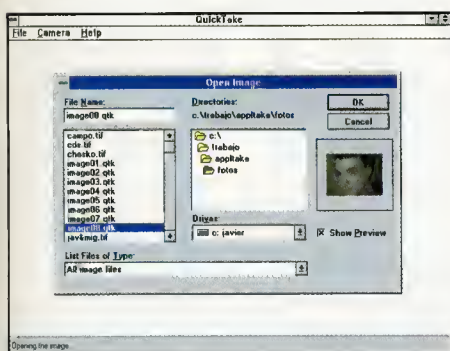 QuickTake
File Camera Help
Open Image
File Name:
image08 qtk
campo.tif
cde.tif
chesko.tif
image01 qtk
image02.qtk
image03.qtk
image04 qtk
image05 qtk
image06 qtk
image07 qtk
image08.qtk
jav&mig.tif
List Files of Type:
All image files
Directories:
c:\trabajo\appltake\fotos
c:\
trabajo
appltake
fotos
Drives:
c: javier
OK
Cancel
Show Preview
Opening the image